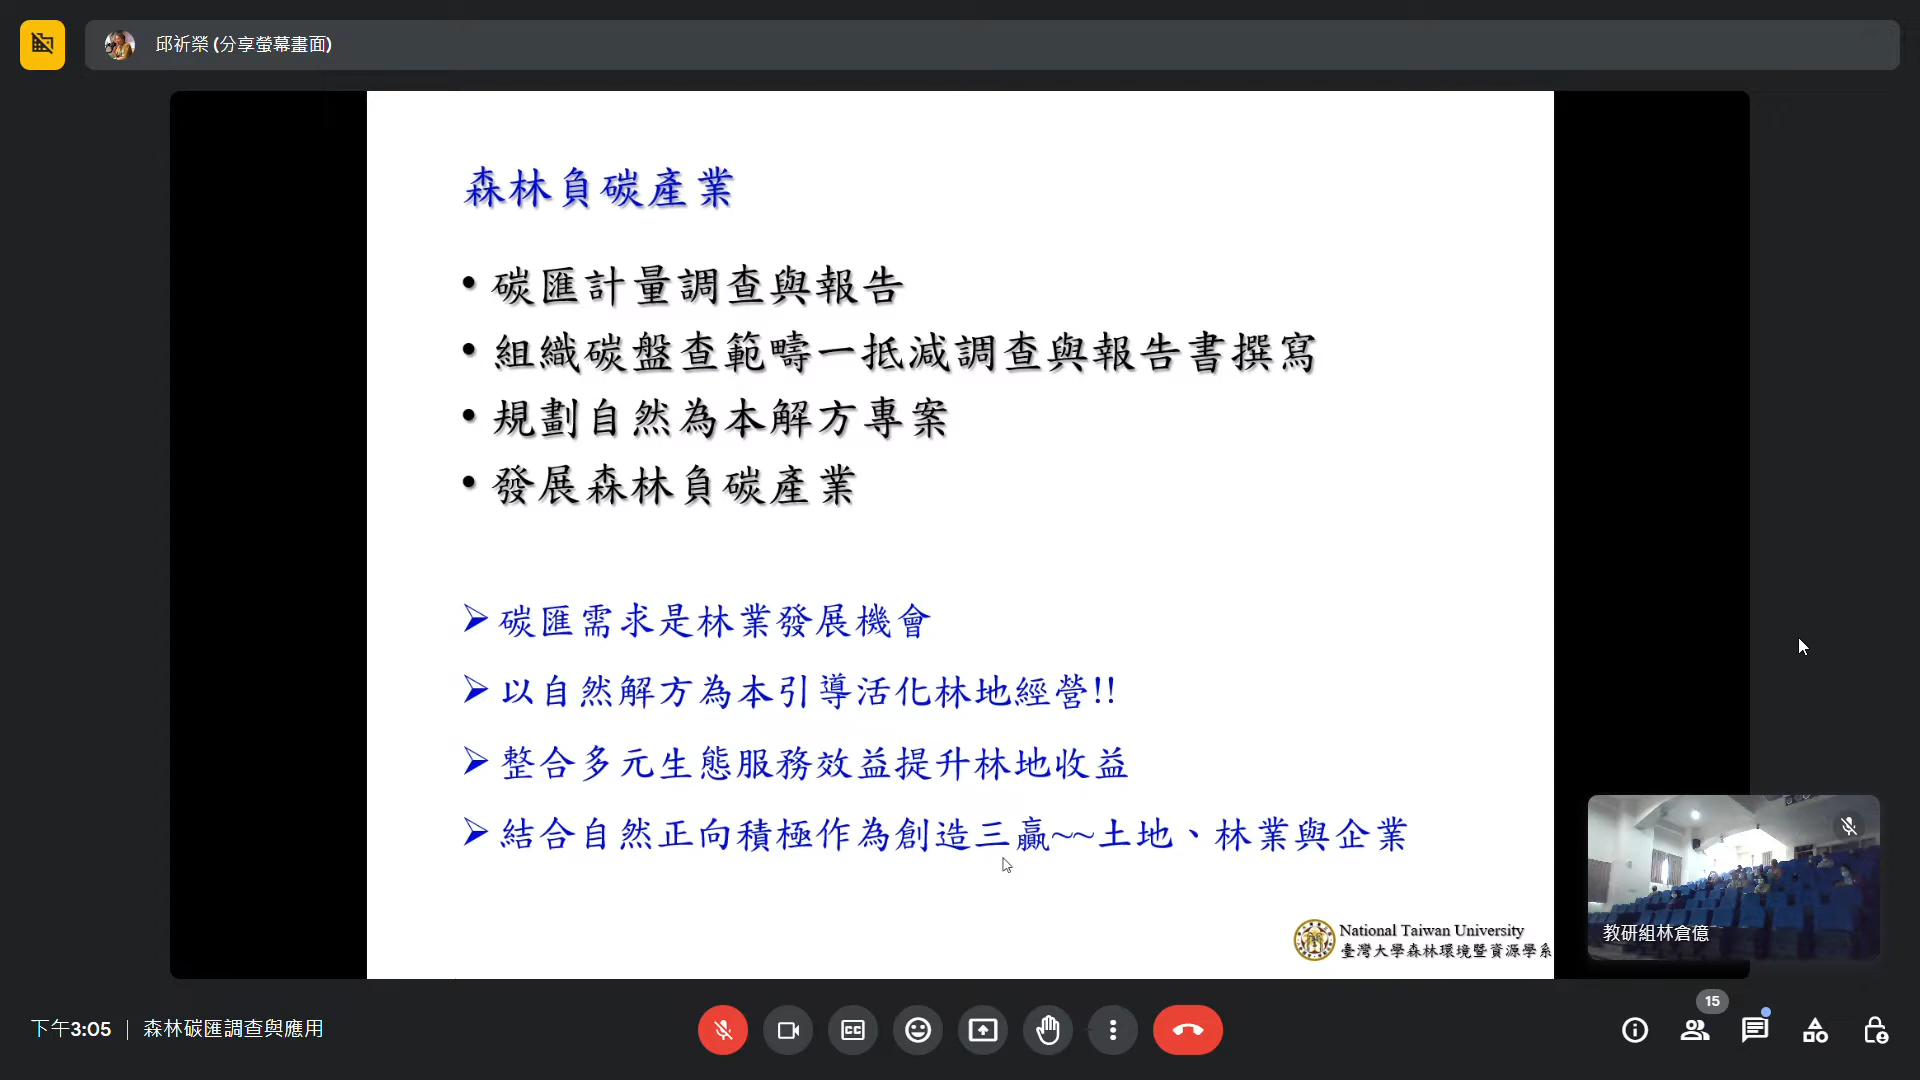 邱祈榮 (分享螢幕畫面)
森林負碳產業
• 碳匯計量調查與報告
• 組織碳盤查範疇一抵減調查與報告書撰寫
• 規劃自然為本解方專案
• 發展森林負碳產業
➢ 碳匯需求是林業發展機會
➢ 以自然解方為本引導活化林地經營!!
➢ 整合多元生態服務效益提升林地收益
➢ 結合自然正向積極作為創造三贏~~土地、林業與企業
National Taiwan University
臺灣大學森林環境暨資源學系
教研組林倉億
下午3:05 | 森林碳匯調查與應用
CC
15